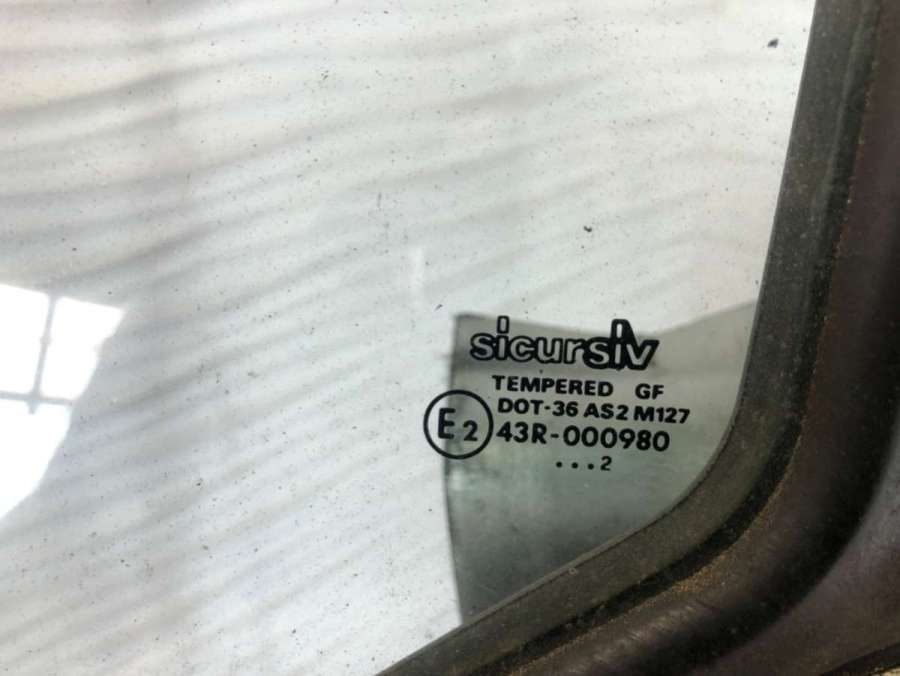 sicursiv
TEMPERED GF
DOT-36 AS2 M127
E2 43R-000980
...2